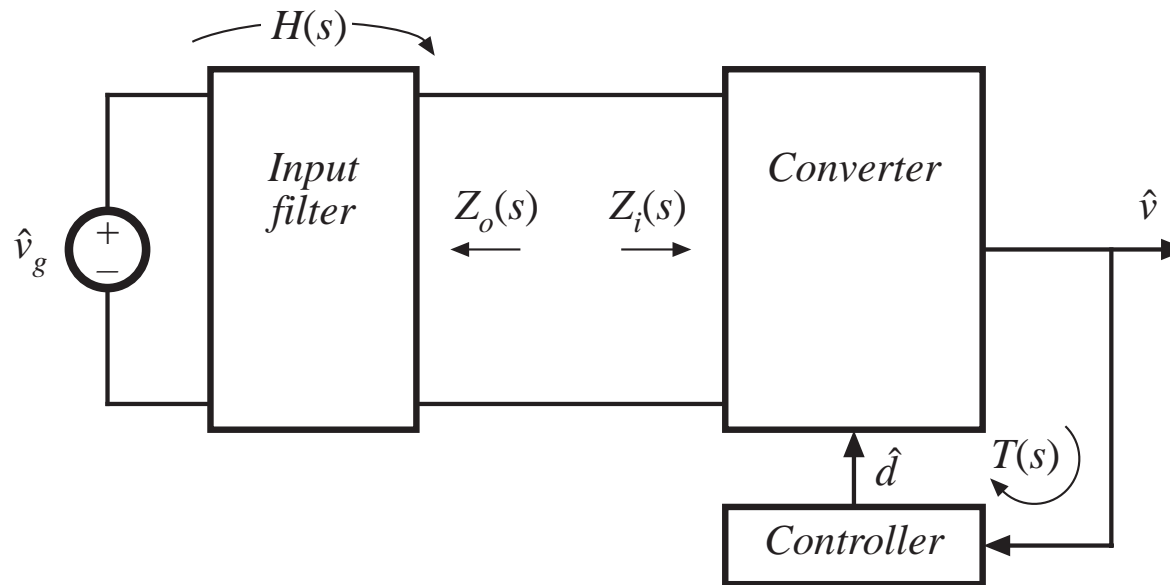 H(s)
Input
filter
Converter
Z_o(s)
Z_i(s)
v̂
v̂_g
+
−
d̂
T(s)
Controller